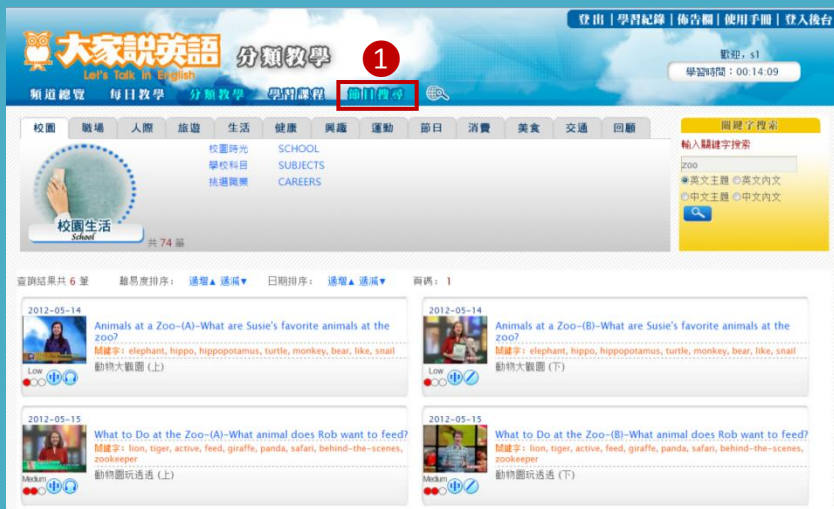 登出 | 學習紀錄 | 佈告欄 | 使用手冊 | 登入後台
大家說英語
Let's Talk In English
分類教學
1
歡迎，s1
學習時間：00:14:09
頻道總覽 每日教學 分類教學 學習課程 節目搜尋
校園 職場 人際 旅遊 生活 健康 興趣 運動 節日 消費 美食 交通 回顧
校園時光 SCHOOL
學校科目 SUBJECTS
挑選職業 CAREERS
校園生活
School
共 74 筆
關鍵字搜索
輸入關鍵字搜索
zoo
英文主題 英文內文
中文主題 中文內文
查詢結果共 6 筆 難易度排序： 遞增▲ 遞減▼ 日期排序： 遞增▲ 遞減▼ 頁碼： 1
2012-05-14
Animals at a Zoo-(A)-What are Susie's favorite animals at the
zoo?
關鍵字: elephant, hippo, hippopotamus, turtle, monkey, bear, like, snail
動物大觀園 (上)
Low
中
2012-05-14
Animals at a Zoo-(B)-What are Susie's favorite animals at the
zoo?
關鍵字: elephant, hippo, hippopotamus, turtle, monkey, bear, like, snail
動物大觀園 (下)
Low
中
2012-05-15
What to Do at the Zoo-(A)-What animal does Rob want to feed?
關鍵字: lion, tiger, active, feed, giraffe, panda, safari, behind-the-scenes,
zookeeper
動物園玩透透 (上)
Medium
中
2012-05-15
What to Do at the Zoo-(B)-What animal does Rob want to feed?
關鍵字: lion, tiger, active, feed, giraffe, panda, safari, behind-the-scenes,
zookeeper
動物園玩透透 (下)
Medium
中